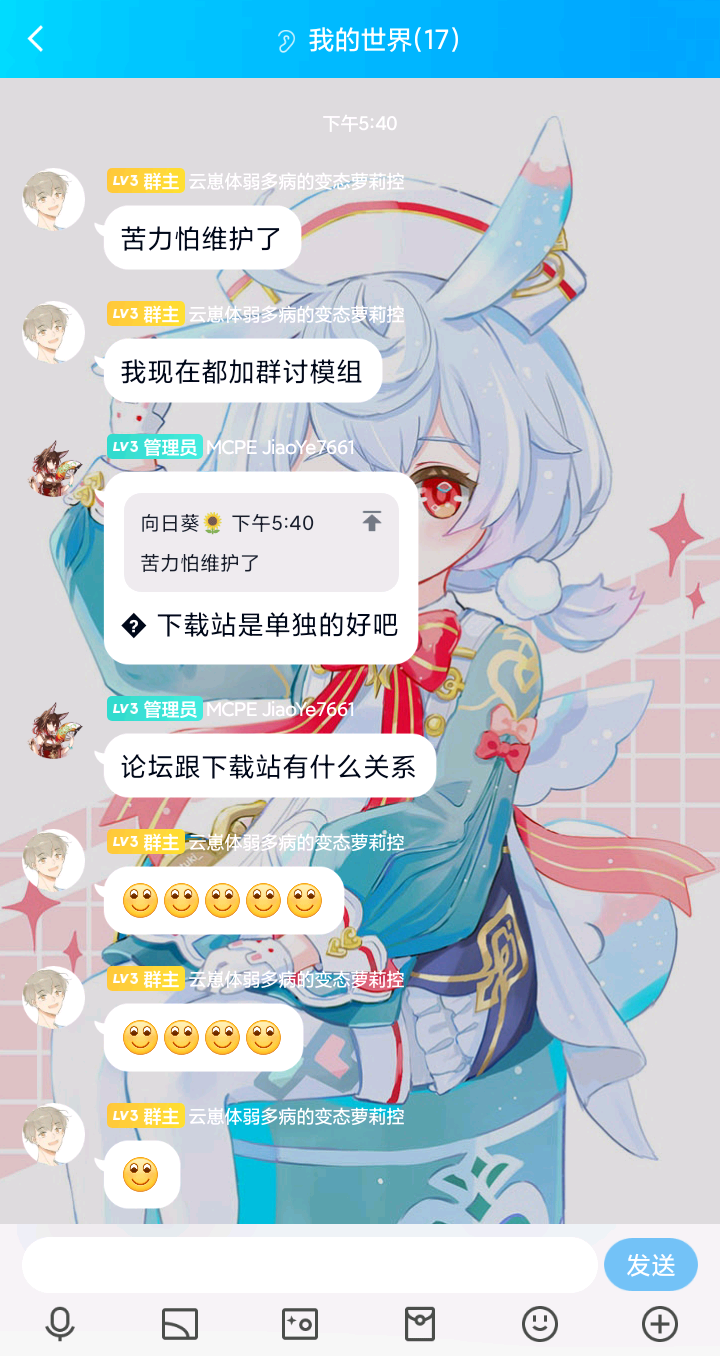 我的世界(17)
下午5:40
LV3 群主 云崽体弱多病的变态萝莉控
苦力怕维护了
LV3 群主 云崽体弱多病的变态萝莉控
我现在都加群讨模组
LV3 管理员 MCPE JiaoYe7661
向日葵🌻 下午5:40
苦力怕维护了
� 下载站是单独的好吧
LV3 管理员 MCPE JiaoYe7661
论坛跟下载站有什么关系
LV3 群主 云崽体弱多病的变态萝莉控
LV3 群主 云崽体弱多病的变态萝莉控
LV3 群主 云崽体弱多病的变态萝莉控
发送